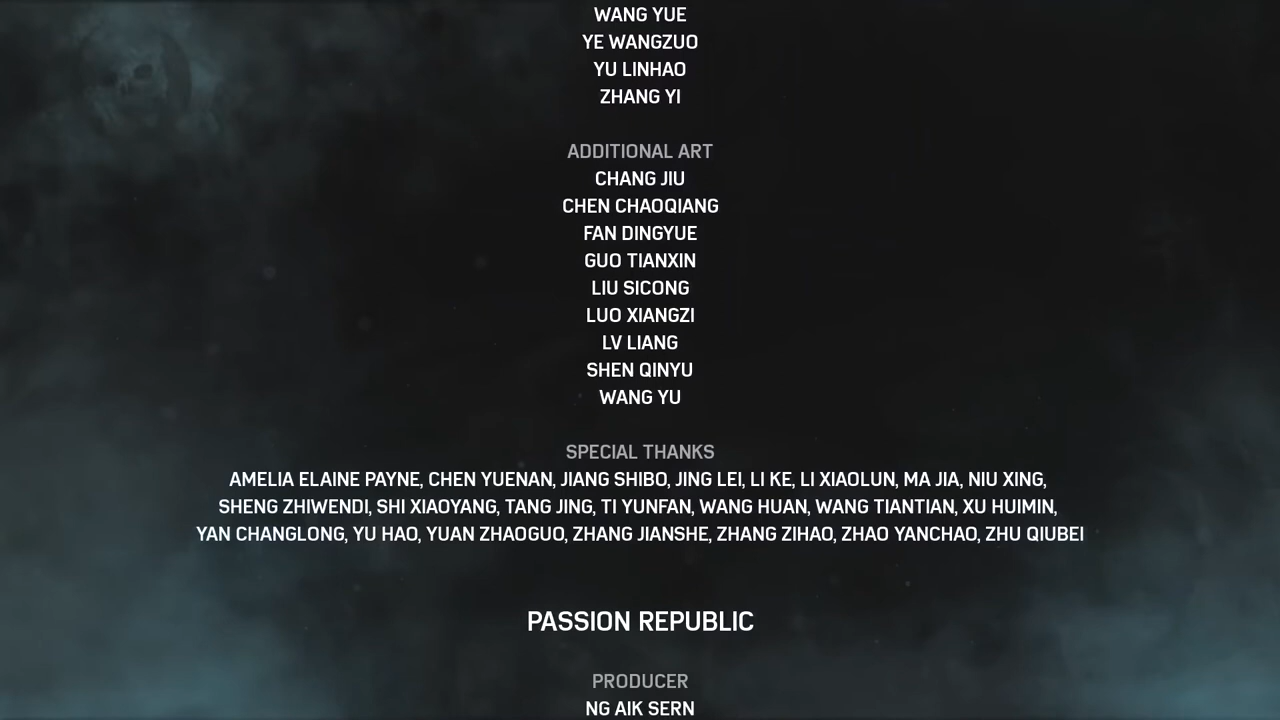 WANG YUE
YE WANGZUO
YU LINHAO
ZHANG YI
ADDITIONAL ART
CHANG JIU
CHEN CHAOQIANG
FAN DINGYUE
GUO TIANXIN
LIU SICONG
LUO XIANGZI
LV LIANG
SHEN QINYU
WANG YU
SPECIAL THANKS
AMELIA ELAINE PAYNE, CHEN YUENAN, JIANG SHIBO, JING LEI, LI KE, LI XIAOLUN, MA JIA, NIU XING,
SHENG ZHIWENDI, SHI XIAOYANG, TANG JING, TI YUNFAN, WANG HUAN, WANG TIANTIAN, XU HUIMIN,
YAN CHANGLONG, YU HAO, YUAN ZHAOGUO, ZHANG JIANSHE, ZHANG ZIHAO, ZHAO YANCHAO, ZHU QIUBEI
PASSION REPUBLIC
PRODUCER
NG AIK SERN